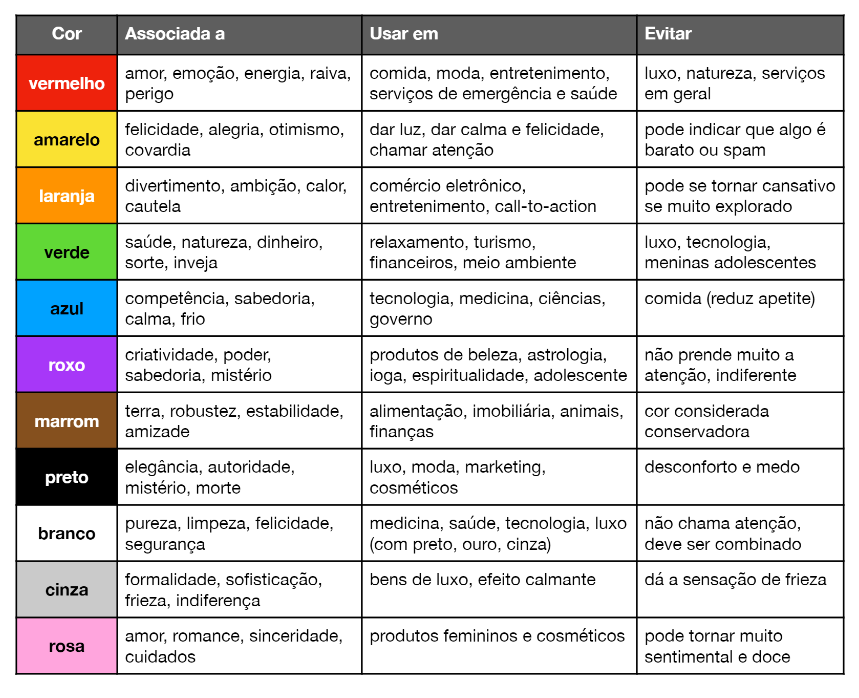 Cor Associada a Usar em Evitar
vermelho
amor, emoção, energia, raiva,
perigo
comida, moda, entretenimento,
serviços de emergência e saúde
luxo, natureza, serviços
em geral
amarelo
felicidade, alegria, otimismo,
covardia
dar luz, dar calma e felicidade,
chamar atenção
pode indicar que algo é
barato ou spam
laranja
divertimento, ambição, calor,
cautela
comércio eletrônico,
entretenimento, call-to-action
pode se tornar cansativo
se muito explorado
verde
saúde, natureza, dinheiro,
sorte, inveja
relaxamento, turismo,
financeiros, meio ambiente
luxo, tecnologia,
meninas adolescentes
azul
competência, sabedoria,
calma, frio
tecnologia, medicina, ciências,
governo
comida (reduz apetite)
roxo
criatividade, poder,
sabedoria, mistério
produtos de beleza, astrologia,
ioga, espiritualidade, adolescente
não prende muito a
atenção, indiferente
marrom
terra, robustez, estabilidade,
amizade
alimentação, imobiliária, animais,
finanças
cor considerada
conservadora
preto
elegância, autoridade,
mistério, morte
luxo, moda, marketing,
cosméticos
desconforto e medo
branco
pureza, limpeza, felicidade,
segurança
medicina, saúde, tecnologia, luxo
(com preto, ouro, cinza)
não chama atenção,
deve ser combinado
cinza
formalidade, sofisticação,
frieza, indiferença
bens de luxo, efeito calmante
dá a sensação de frieza
rosa
amor, romance, sinceridade,
cuidados
produtos femininos e cosméticos
pode tornar muito
sentimental e doce